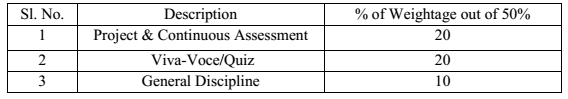 Sl. No. Description % of Weightage out of 50%
1 Project & Continuous Assessment 20
2 Viva-Voce/Quiz 20
3 General Discipline 10